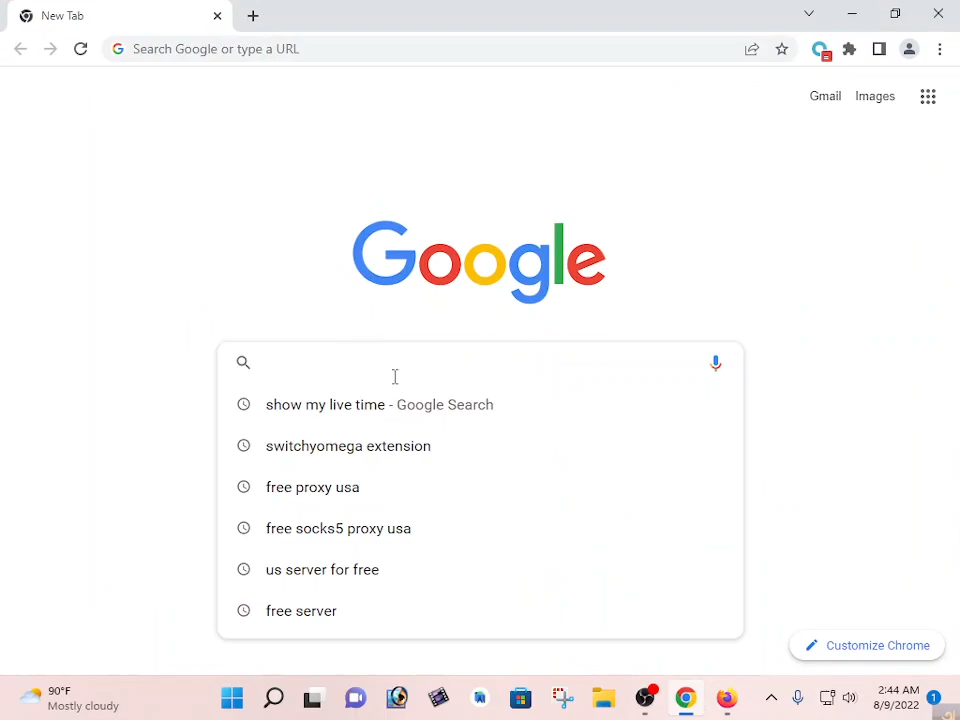 New Tab
Search Google or type a URL
Gmail Images
Google
show my live time - Google Search
switchyomega extension
free proxy usa
free socks5 proxy usa
us server for free
free server
Customize Chrome
90°F
Mostly cloudy
2:44 AM
8/9/2022
1